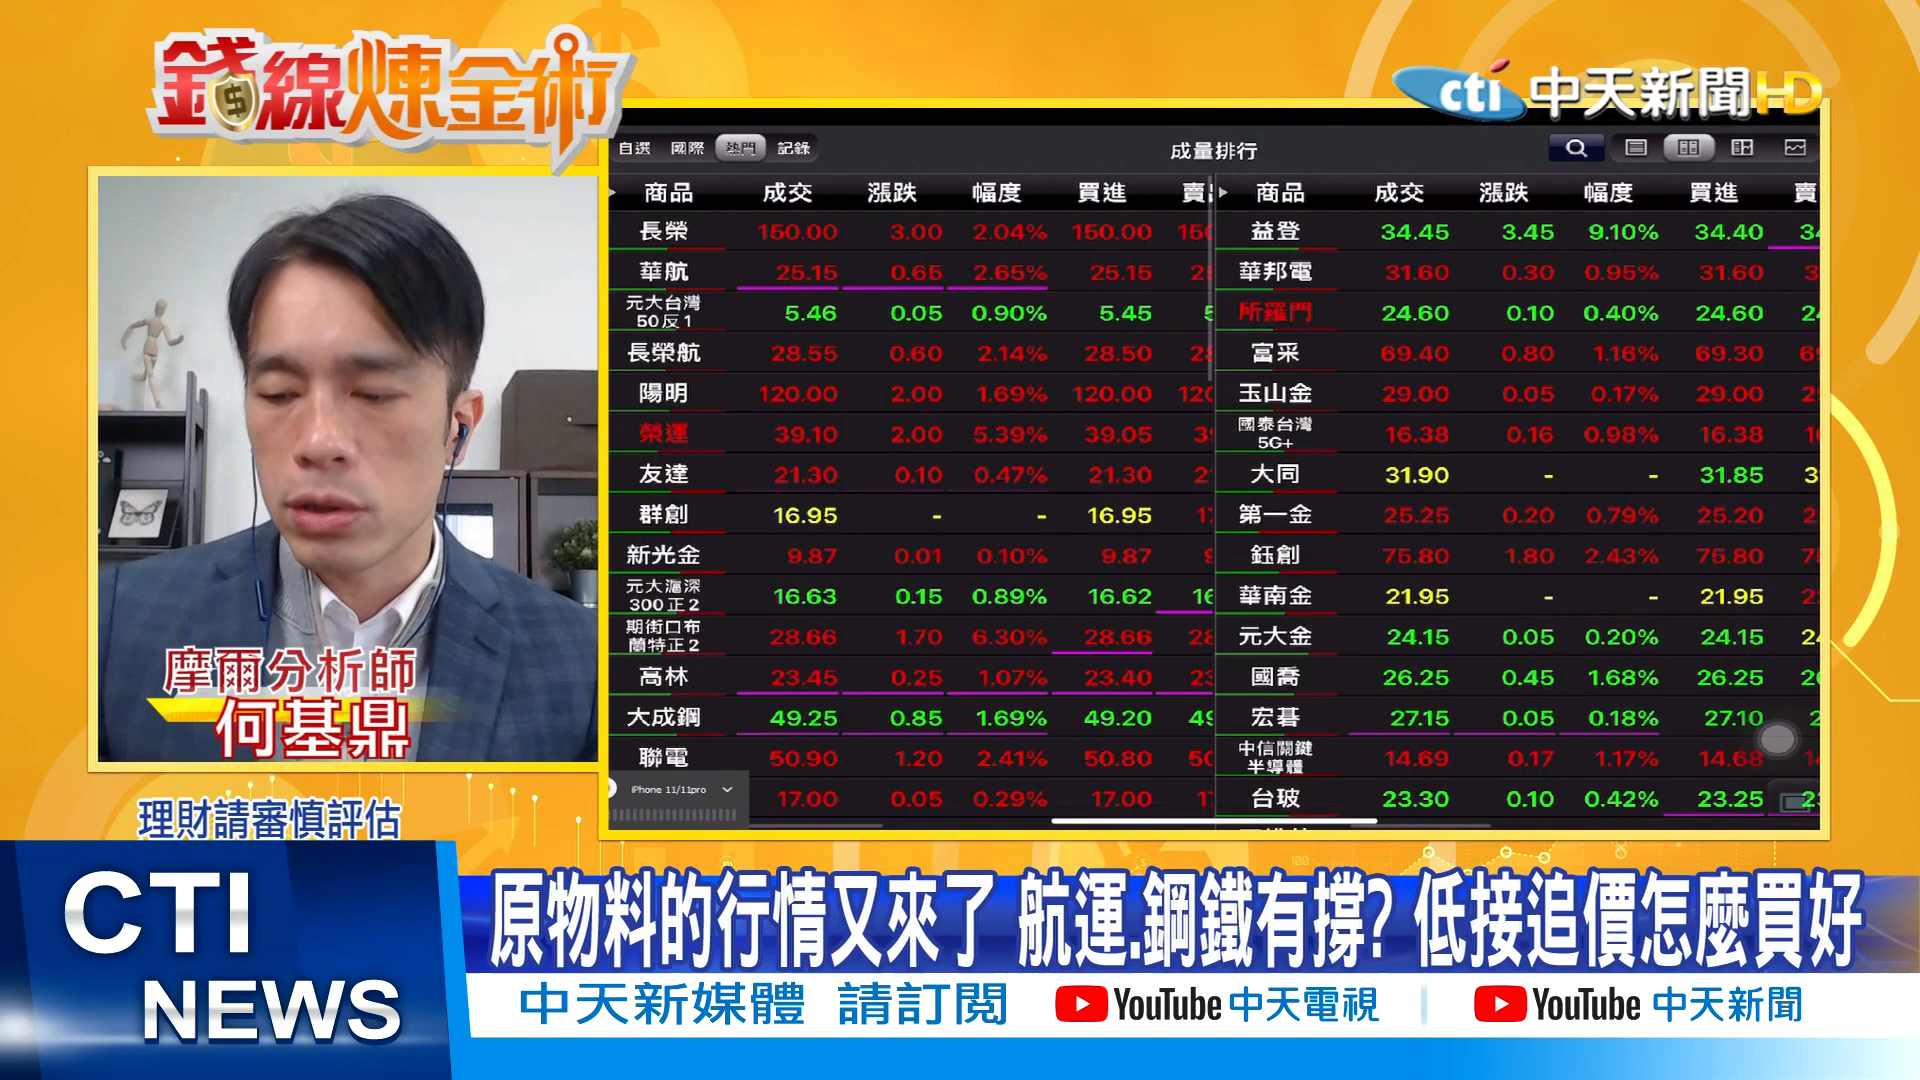 錢線煉金術
cti 中天新聞HD
自選 國際 熱門 記錄
成量排行
商品 成交 漲跌 幅度 買進
長榮 150.00 3.00 2.04% 150.00 150
華航 25.15 0.65 2.65% 25.15
元大台灣
50反1 5.46 0.05 0.90% 5.45
長榮航 28.55 0.60 2.14% 28.50
陽明 120.00 2.00 1.69% 120.00 120
榮運 39.10 2.00 5.39% 39.05
友達 21.30 0.10 0.47% 21.30
群創 16.95 - - 16.95
新光金 9.87 0.01 0.10% 9.87
元大滬深
300正2 16.63 0.15 0.89% 16.62 16
期街口布
蘭特正2 28.66 1.70 6.30% 28.66
高林 23.45 0.25 1.07% 23.40
大成鋼 49.25 0.85 1.69% 49.20
聯電 50.90 1.20 2.41% 50.80
17.00 0.05 0.29% 17.00
iPhone 11/11pro
商品 成交 漲跌 幅度 買進 賣
益登 34.45 3.45 9.10% 34.40
華邦電 31.60 0.30 0.95% 31.60
所羅門 24.60 0.10 0.40% 24.60
富采 69.40 0.80 1.16% 69.30
玉山金 29.00 0.05 0.17% 29.00
國泰台灣
5G+ 16.38 0.16 0.98% 16.38
大同 31.90 - - 31.85
第一金 25.25 0.20 0.79% 25.20
鈺創 75.80 1.80 2.43% 75.80
華南金 21.95 - - 21.95
元大金 24.15 0.05 0.20% 24.15
國喬 26.25 0.45 1.68% 26.25
宏碁 27.15 0.05 0.18% 27.10
中信關鍵
半導體 14.69 0.17 1.17% 14.68
台玻 23.30 0.10 0.42% 23.25
摩爾分析師
何基鼎
理財請審慎評估
CTI
NEWS
原物料的行情又來了 航運.鋼鐵有撐? 低接追價怎麼買好
中天新媒體 請訂閱 YouTube 中天電視 YouTube 中天新聞